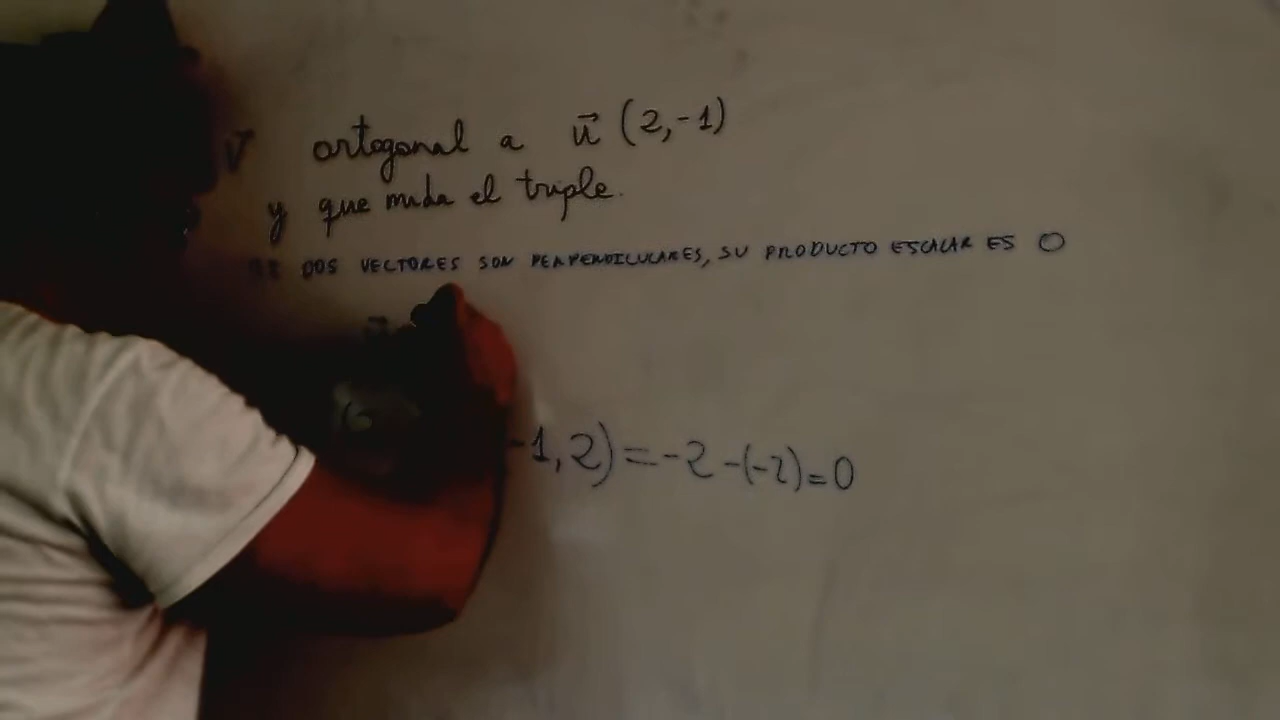 v⃗ ortogonal a u⃗ (2,-1)
y que mida el triple.
SI DOS VECTORES SON PERPENDICULARES, SU PRODUCTO ESCALAR ES 0
-1,2)=-2-(-2)=0